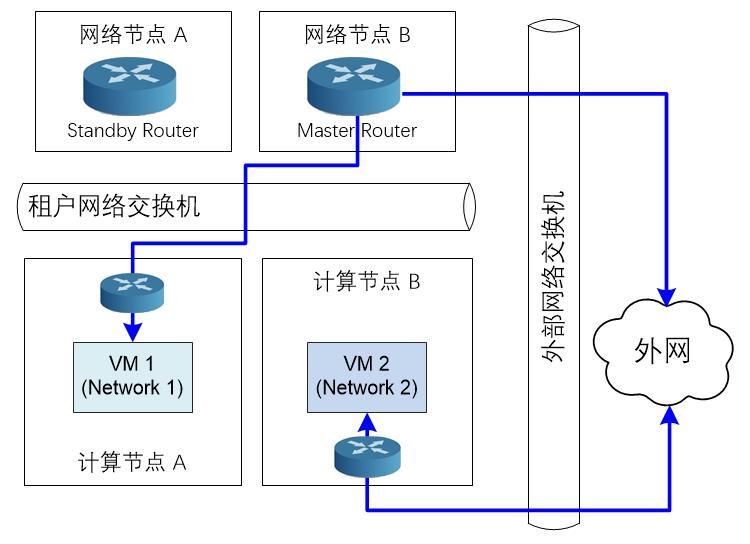 网络节点 A
Standby Router
网络节点 B
Master Router
租户网络交换机
外部网络交换机
VM 1
(Network 1)
计算节点 A
计算节点 B
VM 2
(Network 2)
外网